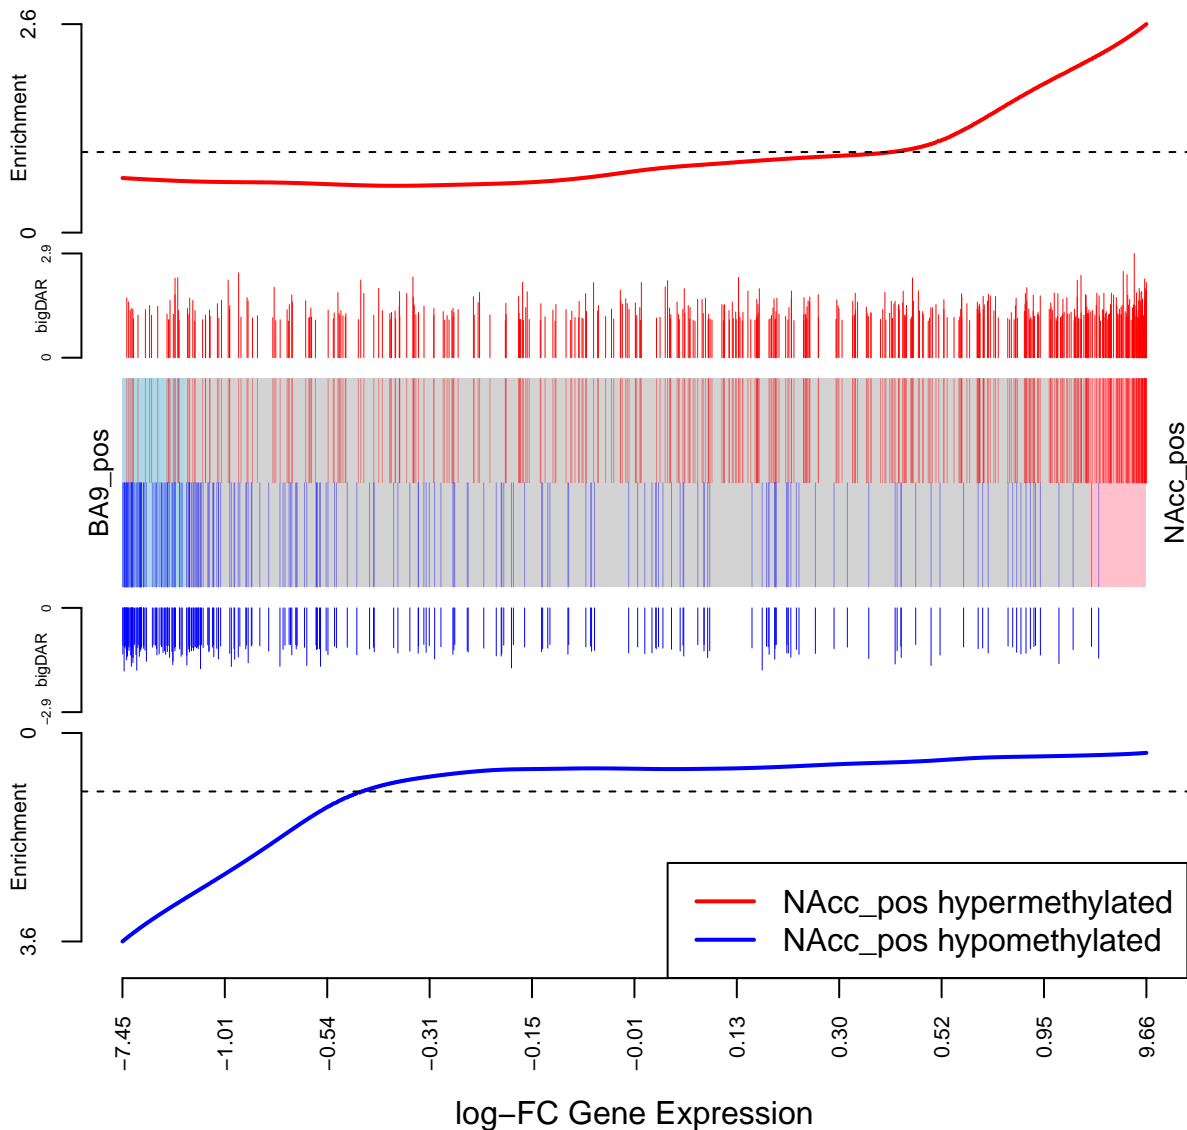 2.6
Enrichment
0
2.9
bigDAR
0
BA9_pos
NAcc_pos
0
bigDAR
−2.9
0
Enrichment
3.6
NAcc_pos hypermethylated
NAcc_pos hypomethylated
−7.45
−1.01
−0.54
−0.31
−0.15
−0.01
0.13
0.30
0.52
0.95
9.66
log−FC Gene Expression